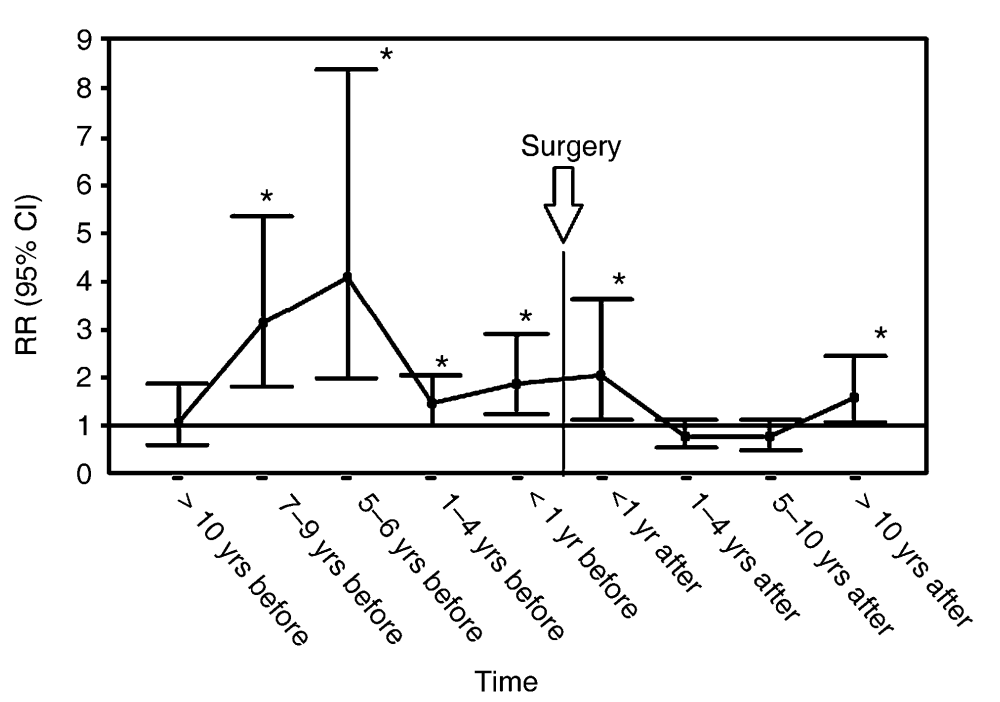 9
8
7
6
5
4
3
2
1
0
RR (95% CI)
Surgery
*
*
*
*
*
*
> 10 yrs before
7–9 yrs before
5–6 yrs before
1–4 yrs before
< 1 yr before
<1 yr after
1–4 yrs after
5–10 yrs after
> 10 yrs after
Time